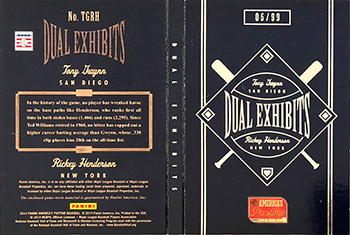 No. TGRH
DUAL EXHIBITS
Tony Gwynn
SAN DIEGO
In the history of the game, no player has wreaked havoc
on the base paths like Henderson, who ranks first all
time in both stolen bases (1,406) and runs (2,295). Since
Ted Williams retired in 1960, no hitter has capped out a
higher career batting average than Gwynn, whose .338
clip places him 20th on the all-time list.
Rickey Henderson
NEW YORK
PANINI
DUAL EXHIBITS
06/99
Tony Gwynn
SAN DIEGO
DUAL EXHIBITS
Rickey Henderson
NEW YORK
AMERICA'S
Pastime